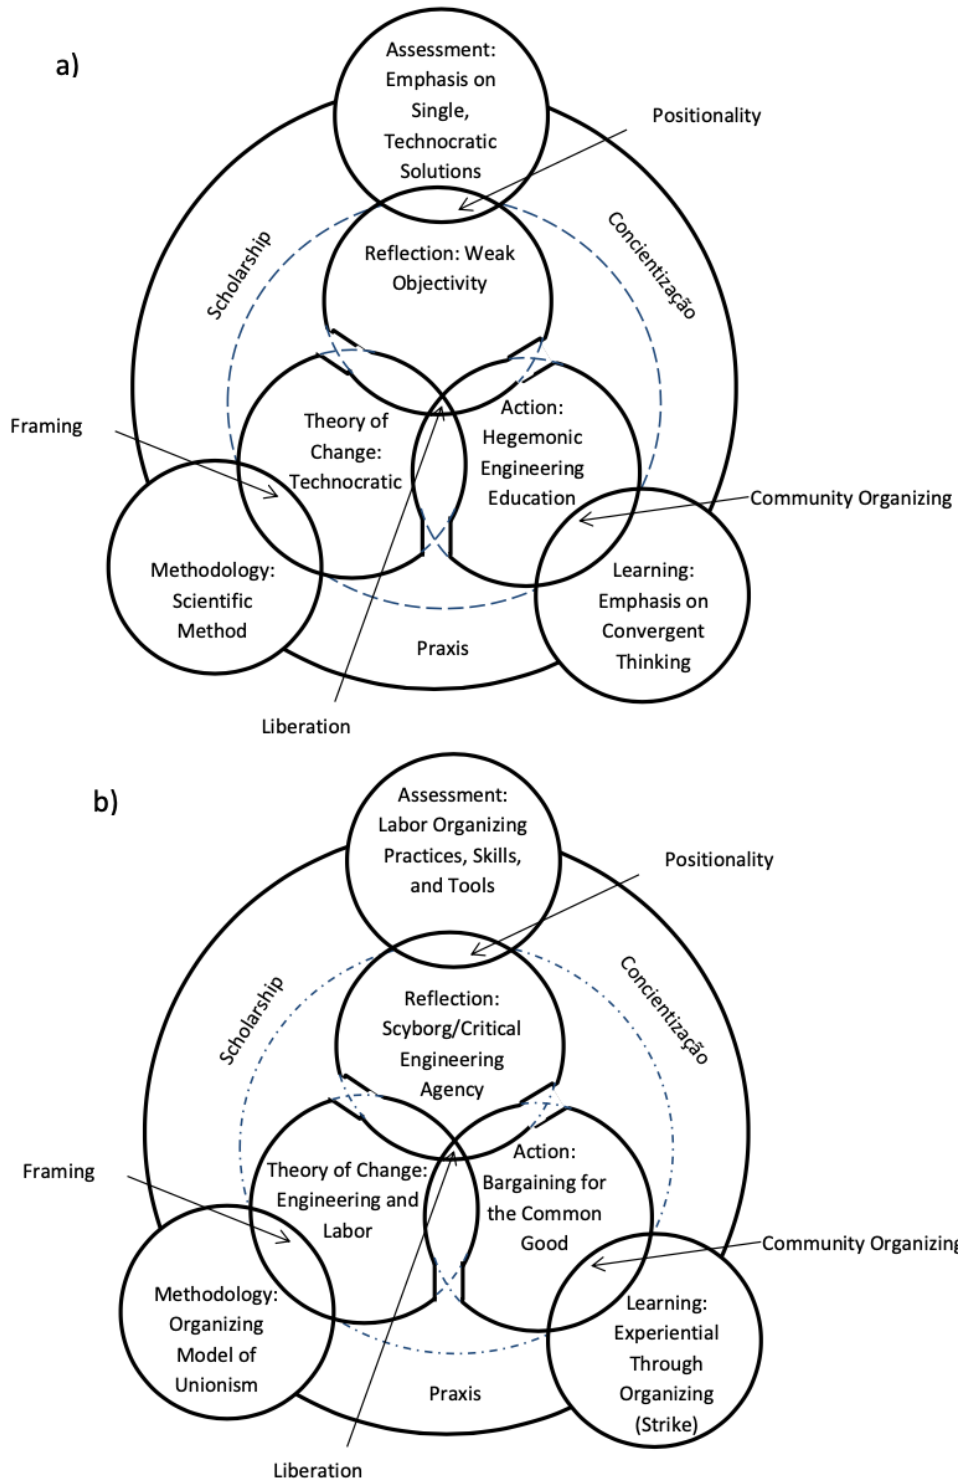 a)
Assessment:
Emphasis on
Single,
Technocratic
Solutions
Positionality
Scholarship
Concientização
Reflection: Weak
Objectivity
Framing
Theory of
Change:
Technocratic
Action:
Hegemonic
Engineering
Education
Community Organizing
Methodology:
Scientific
Method
Learning:
Emphasis on
Convergent
Thinking
Praxis
Liberation
b)
Assessment:
Labor Organizing
Practices, Skills,
and Tools
Positionality
Scholarship
Concientização
Reflection:
Scyborg/Critical
Engineering
Agency
Framing
Theory of Change:
Engineering and
Labor
Action:
Bargaining for
the Common
Good
Community Organizing
Methodology:
Organizing
Model of
Unionism
Learning:
Experiential
Through
Organizing
(Strike)
Praxis
Liberation